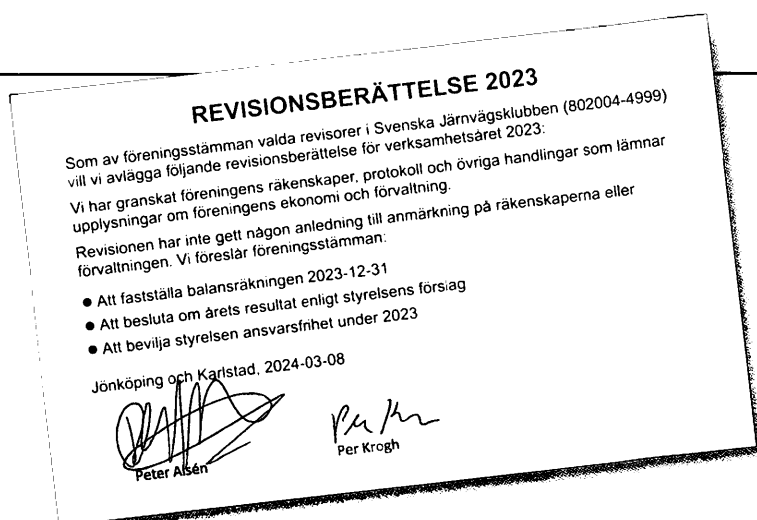 REVISIONSBERÄTTELSE 2023
Som av föreningsstämman valda revisorer i Svenska Järnvägsklubben (802004-4999)
vill vi avlägga följande revisionsberättelse för verksamhetsåret 2023:
Vi har granskat föreningens räkenskaper, protokoll och övriga handlingar som lämnar
upplysningar om föreningens ekonomi och förvaltning.
Revisionen har inte gett någon anledning till anmärkning på räkenskaperna eller
förvaltningen. Vi föreslår föreningsstämman:
● Att fastställa balansräkningen 2023-12-31
● Att besluta om årets resultat enligt styrelsens förslag
● Att bevilja styrelsen ansvarsfrihet under 2023
Jönköping och Karlstad, 2024-03-08
Peter Alsén
Per Krogh